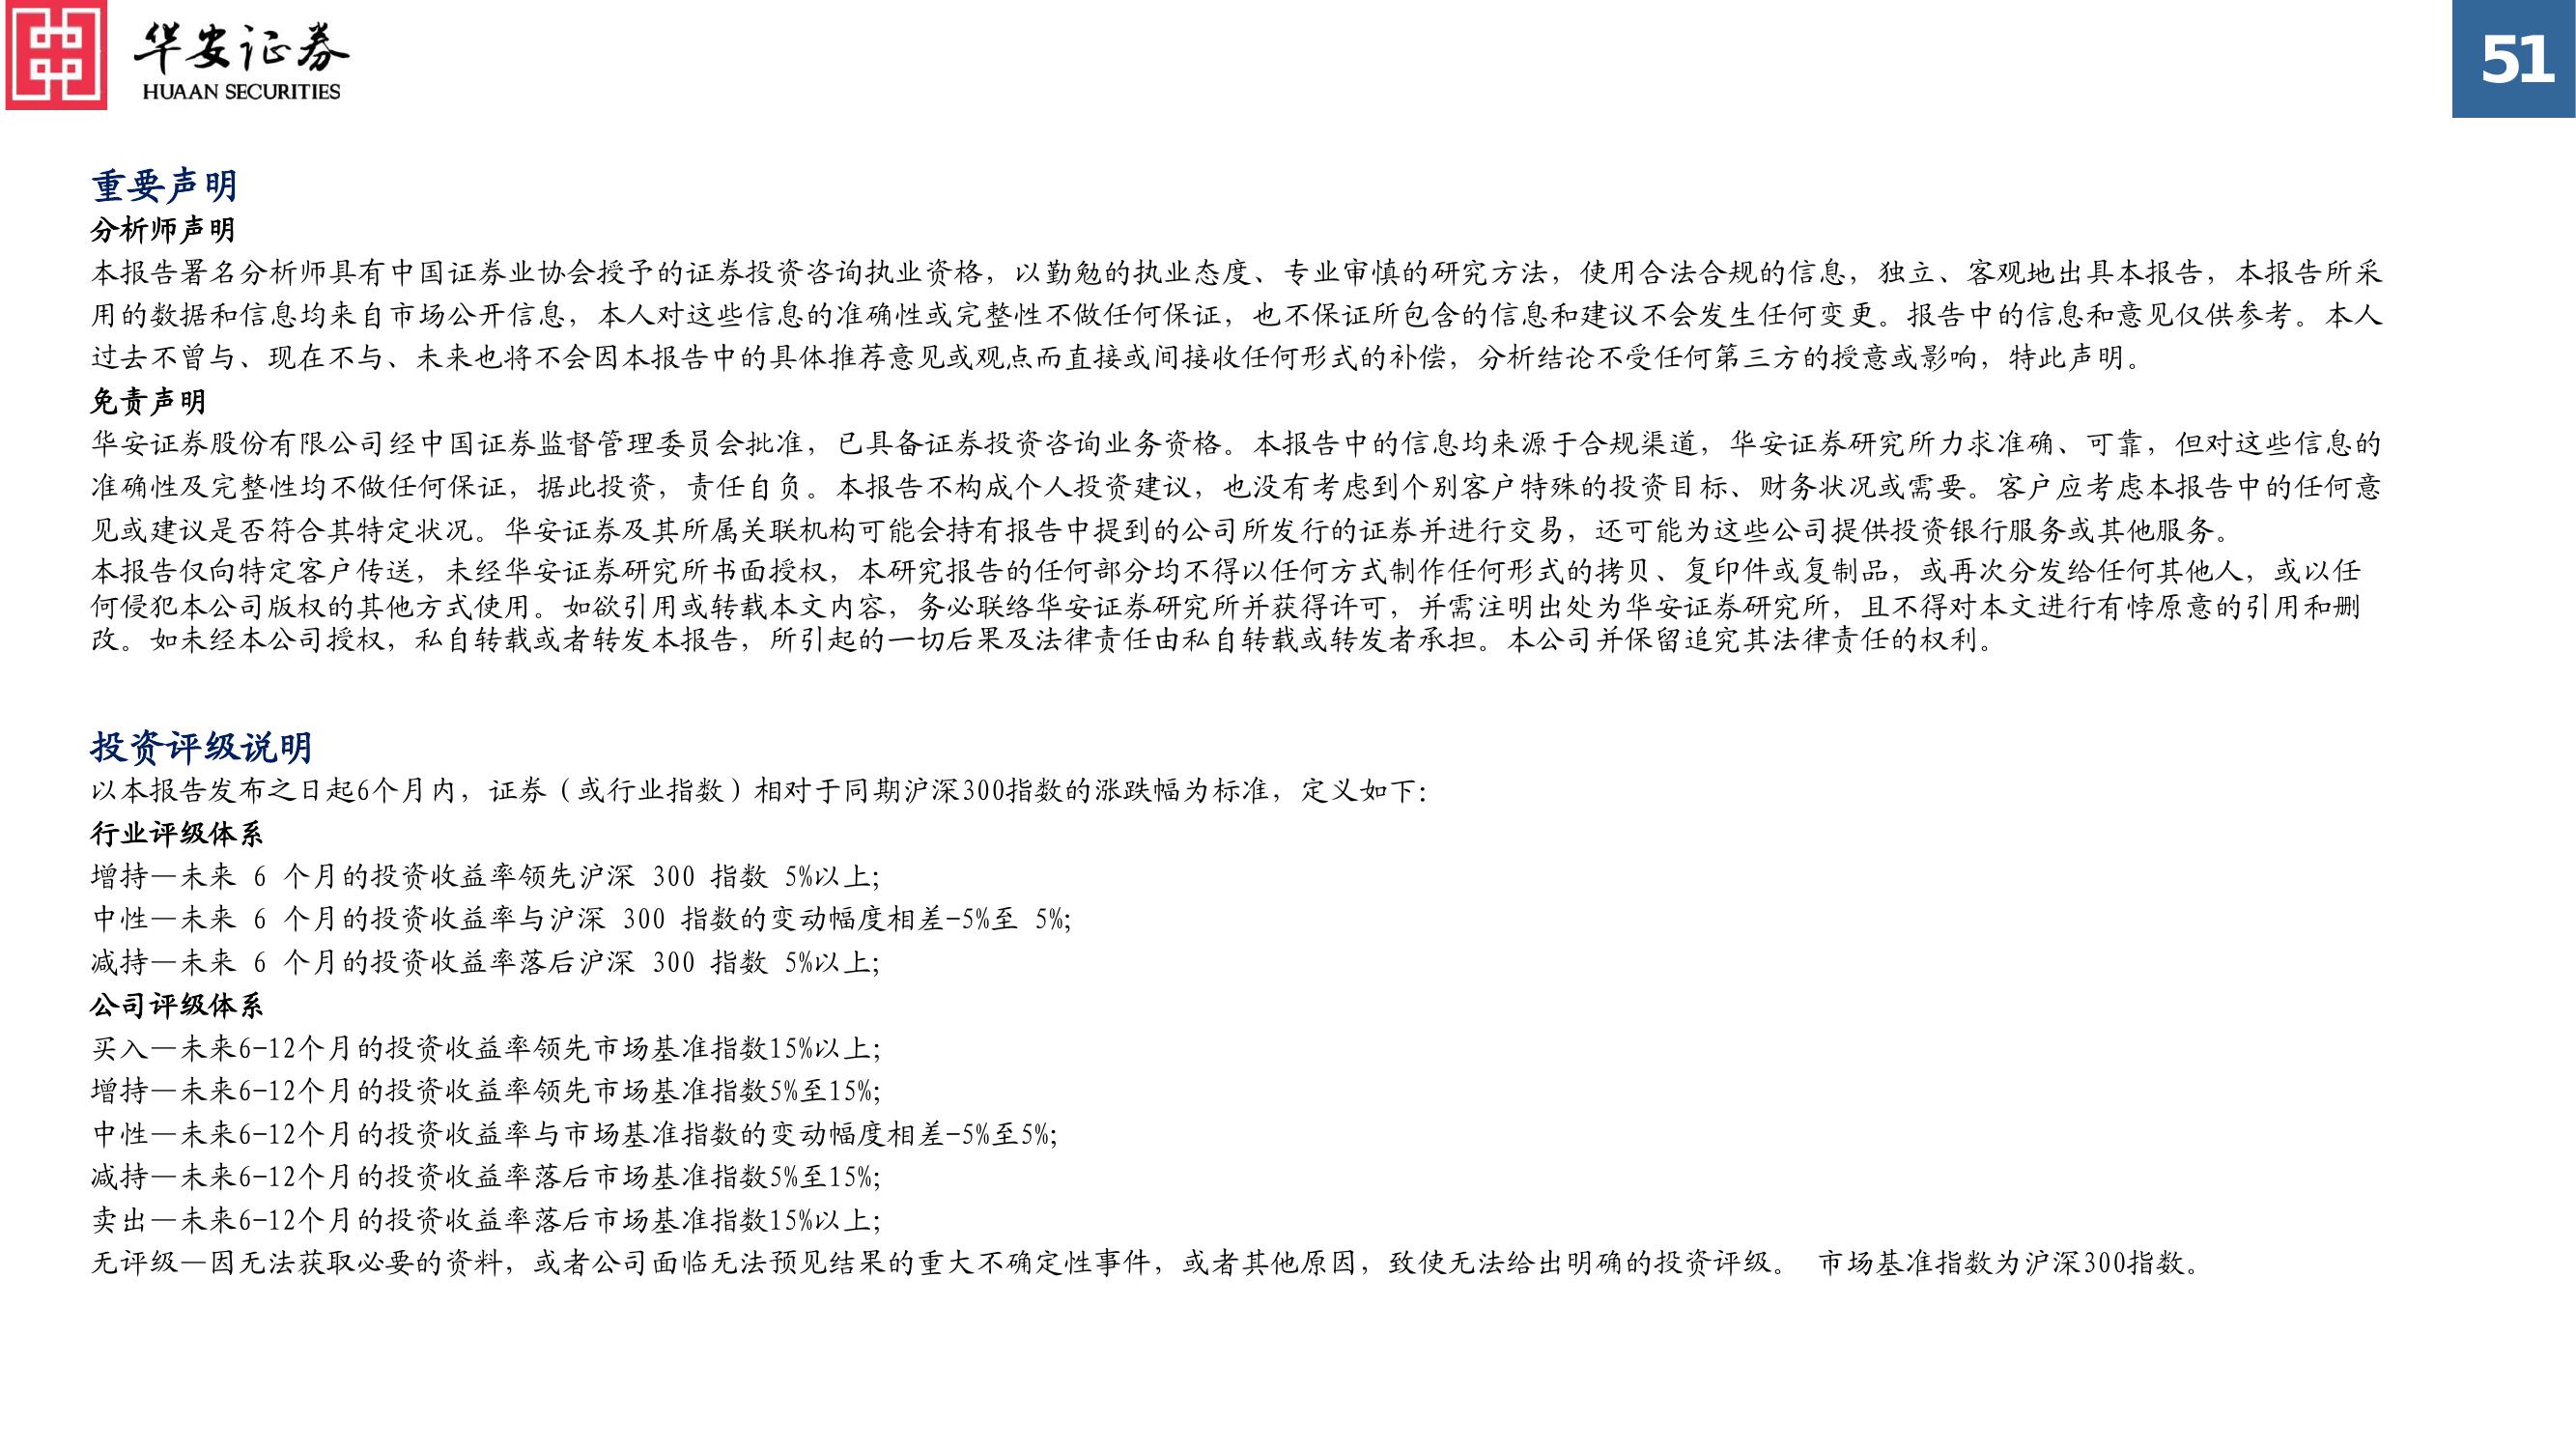 华安证券
HUAAN SECURITIES
51
重要声明
分析师声明
本报告署名分析师具有中国证券业协会授予的证券投资咨询执业资格，以勤勉的执业态度、专业审慎的研究方法，使用合法合规的信息，独立、客观地出具本报告，本报告所采
用的数据和信息均来自市场公开信息，本人对这些信息的准确性或完整性不做任何保证，也不保证所包含的信息和建议不会发生任何变更。报告中的信息和意见仅供参考。本人
过去不曾与、现在不与、未来也将不会因本报告中的具体推荐意见或观点而直接或间接收任何形式的补偿，分析结论不受任何第三方的授意或影响，特此声明。
免责声明
华安证券股份有限公司经中国证券监督管理委员会批准，已具备证券投资咨询业务资格。本报告中的信息均来源于合规渠道，华安证券研究所力求准确、可靠，但对这些信息的
准确性及完整性均不做任何保证，据此投资，责任自负。本报告不构成个人投资建议，也没有考虑到个别客户特殊的投资目标、财务状况或需要。客户应考虑本报告中的任何意
见或建议是否符合其特定状况。华安证券及其所属关联机构可能会持有报告中提到的公司所发行的证券并进行交易，还可能为这些公司提供投资银行服务或其他服务。
本报告仅向特定客户传送，未经华安证券研究所书面授权，本研究报告的任何部分均不得以任何方式制作任何形式的拷贝、复印件或复制品，或再次分发给任何其他人，或以任
何侵犯本公司版权的其他方式使用。如欲引用或转载本文内容，务必联络华安证券研究所并获得许可，并需注明出处为华安证券研究所，且不得对本文进行有悖原意的引用和删
改。如未经本公司授权，私自转载或者转发本报告，所引起的一切后果及法律责任由私自转载或转发者承担。本公司并保留追究其法律责任的权利。
投资评级说明
以本报告发布之日起6个月内，证券（或行业指数）相对于同期沪深300指数的涨跌幅为标准，定义如下：
行业评级体系
增持—未来 6 个月的投资收益率领先沪深 300 指数 5%以上;
中性—未来 6 个月的投资收益率与沪深 300 指数的变动幅度相差-5%至 5%;
减持—未来 6 个月的投资收益率落后沪深 300 指数 5%以上;
公司评级体系
买入—未来6-12个月的投资收益率领先市场基准指数15%以上;
增持—未来6-12个月的投资收益率领先市场基准指数5%至15%;
中性—未来6-12个月的投资收益率与市场基准指数的变动幅度相差-5%至5%;
减持—未来6-12个月的投资收益率落后市场基准指数5%至15%;
卖出—未来6-12个月的投资收益率落后市场基准指数15%以上;
无评级—因无法获取必要的资料，或者公司面临无法预见结果的重大不确定性事件，或者其他原因，致使无法给出明确的投资评级。 市场基准指数为沪深300指数。